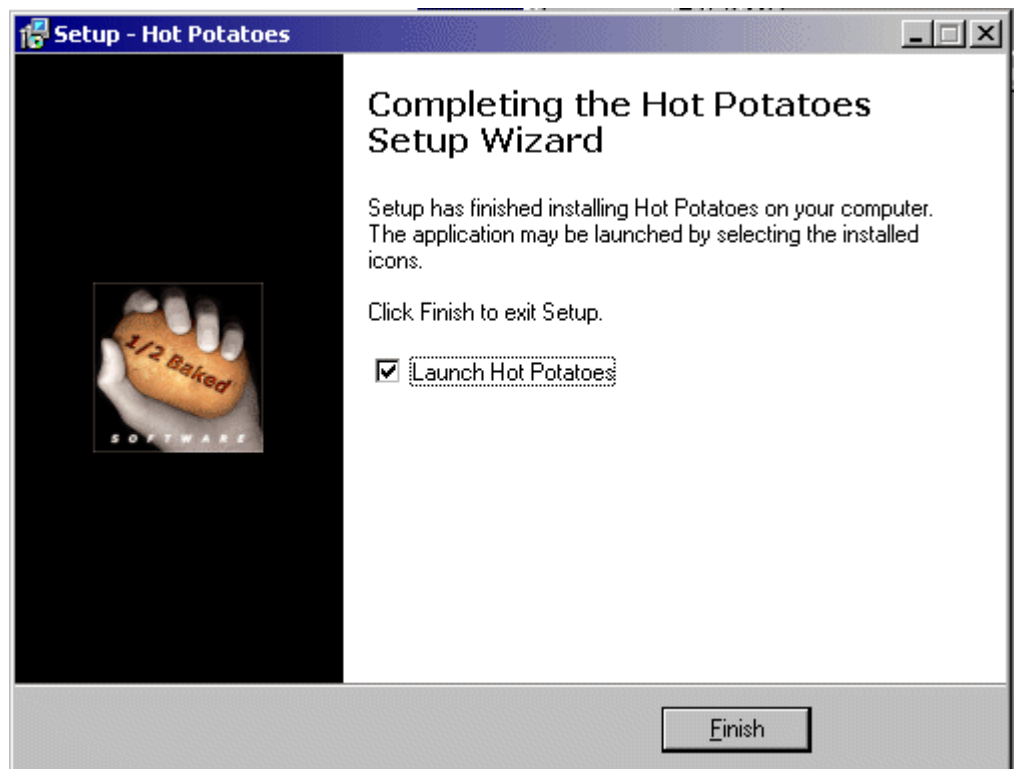 Setup - Hot Potatoes
Completing the Hot Potatoes
Setup Wizard
Setup has finished installing Hot Potatoes on your computer.
The application may be launched by selecting the installed
icons.
Click Finish to exit Setup.
Launch Hot Potatoes
1/2 Baked
SOFTWARE
Finish